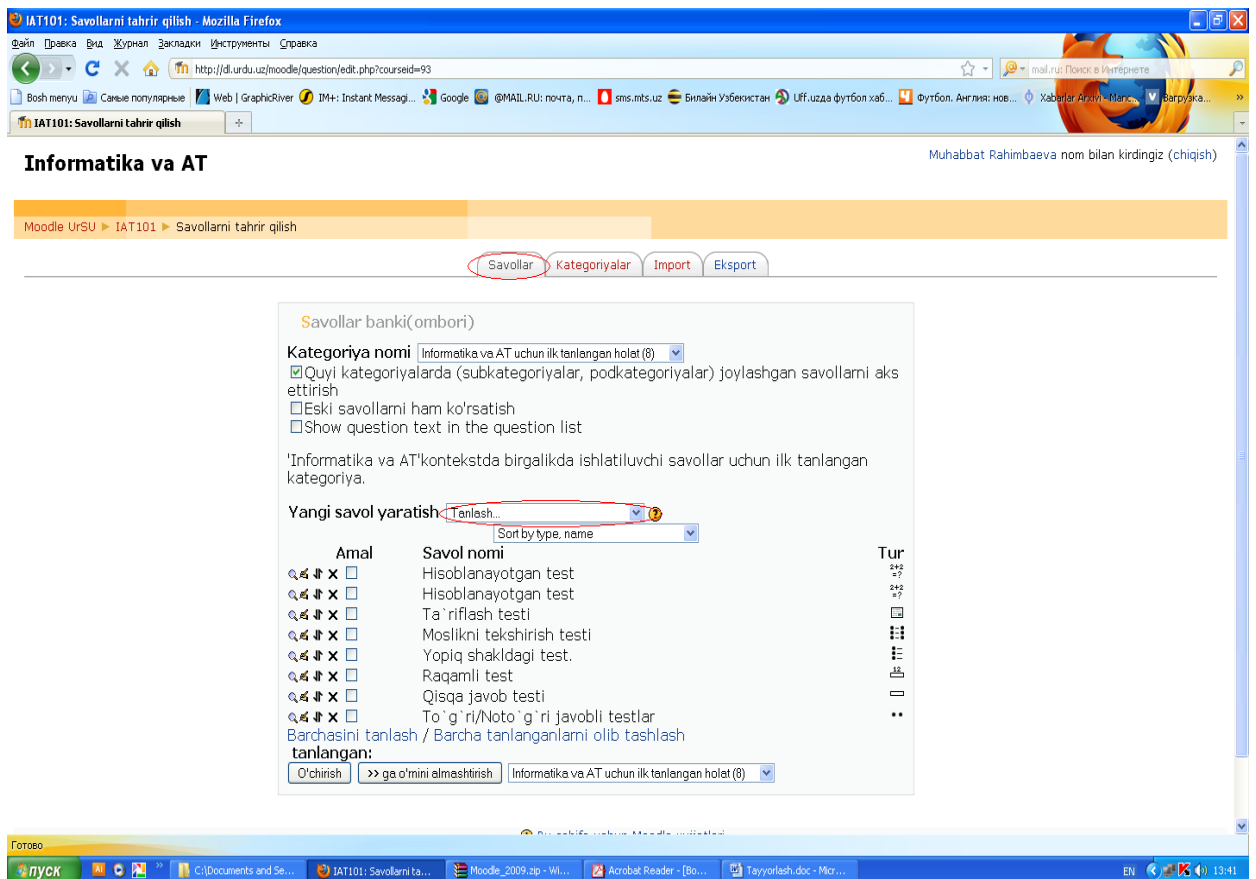 IAT101: Savollarni tahrir qilish - Mozilla Firefox
Файл Правка Вид Журнал Закладки Инструменты Справка
http://dl.urdu.uz/moodle/question/edit.php?courseid=93
mail.ru: Поиск в Интернете
Bosh menyu Самые популярные Web | GraphicRiver IM+: Instant Messagi... Google @MAIL.RU: почта, п... sms.mts.uz Билайн Узбекистан Uff.uzда футбол хаб... Футбол. Англия: нов... Xabarlar Arxivi - Manc... Вагрузка... »
IAT101: Savollarni tahrir qilish
Informatika va AT
Muhabbat Rahimbaeva nom bilan kirdingiz (chiqish)
Moodle UrSU ► IAT101 ► Savollarni tahrir qilish
Savollar Kategoriyalar Import Eksport
Savollar banki(ombori)
Kategoriya nomi Informatika va AT uchun ilk tanlangan holat (8)
Quyi kategoriyalarda (subkategoriyalar, podkategoriyalar) joylashgan savollarni aks
ettirish
Eski savollarni ham ko'rsatish
Show question text in the question list
'Informatika va AT'kontekstda birgalikda ishlatiluvchi savollar uchun ilk tanlangan
kategoriya.
Yangi savol yaratish Tanlash...
Sort by type, name
Amal Savol nomi Tur
Hisoblanayotgan test 2+2 =?
Hisoblanayotgan test 2+2 =?
Ta`riflash testi
Moslikni tekshirish testi
Yopiq shakldagi test.
Raqamli test 12
Qisqa javob testi
To`g`ri/Noto`g`ri javobli testlar
Barchasini tanlash / Barcha tanlanganlarni olib tashlash
tanlangan:
O'chirish >> ga o'rnini almashtirish Informatika va AT uchun ilk tanlangan holat (8)
Готово
пуск » C:\Documents and Se... IAT101: Savollarni ta... Moodle_2009.zip - Wi... Acrobat Reader - [Bo... Tayyorlash.doc - Micr... EN 13:41